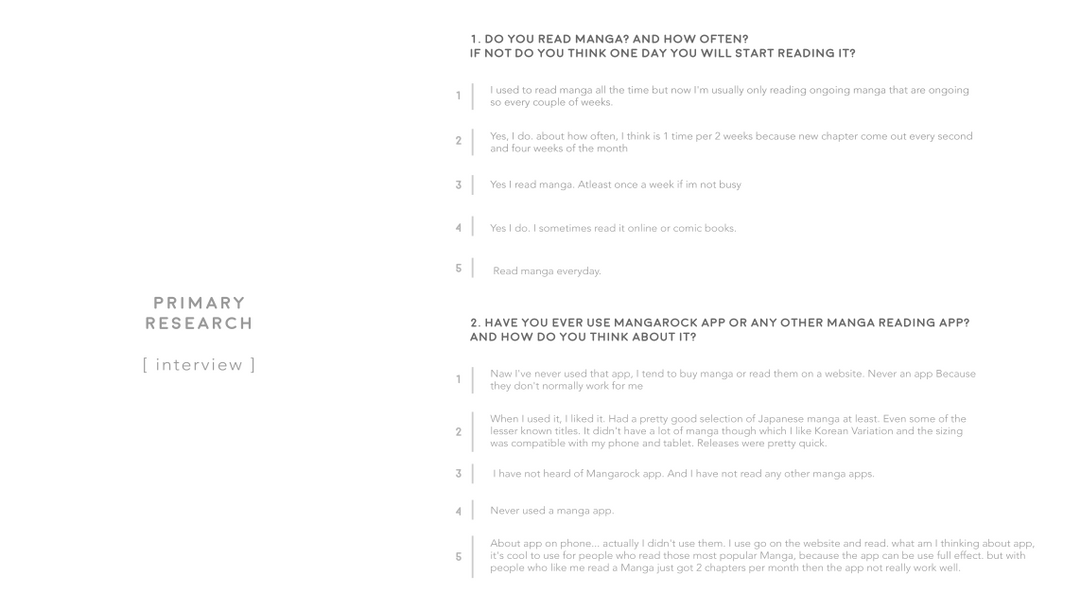 PRIMARY
RESEARCH
[ interview ]
1. DO YOU READ MANGA? AND HOW OFTEN?
IF NOT DO YOU THINK ONE DAY YOU WILL START READING IT?
1
I used to read manga all the time but now I'm usually only reading ongoing manga that are ongoing
so every couple of weeks.
2
Yes, I do. about how often, I think is 1 time per 2 weeks because new chapter come out every second
and four weeks of the month
3
Yes I read manga. Atleast once a week if im not busy
4
Yes I do. I sometimes read it online or comic books.
5
Read manga everyday.
2. HAVE YOU EVER USE MANGAROCK APP OR ANY OTHER MANGA READING APP?
AND HOW DO YOU THINK ABOUT IT?
1
Naw I've never used that app, I tend to buy manga or read them on a website. Never an app Because
they don't normally work for me
2
When I used it, I liked it. Had a pretty good selection of Japanese manga at least. Even some of the
lesser known titles. It didn't have a lot of manga though which I like Korean Variation and the sizing
was compatible with my phone and tablet. Releases were pretty quick.
3
I have not heard of Mangarock app. And I have not read any other manga apps.
4
Never used a manga app.
5
About app on phone... actually I didn't use them. I use go on the website and read. what am I thinking about app,
it's cool to use for people who read those most popular Manga, because the app can be use full effect. but with
people who like me read a Manga just got 2 chapters per month then the app not really work well.